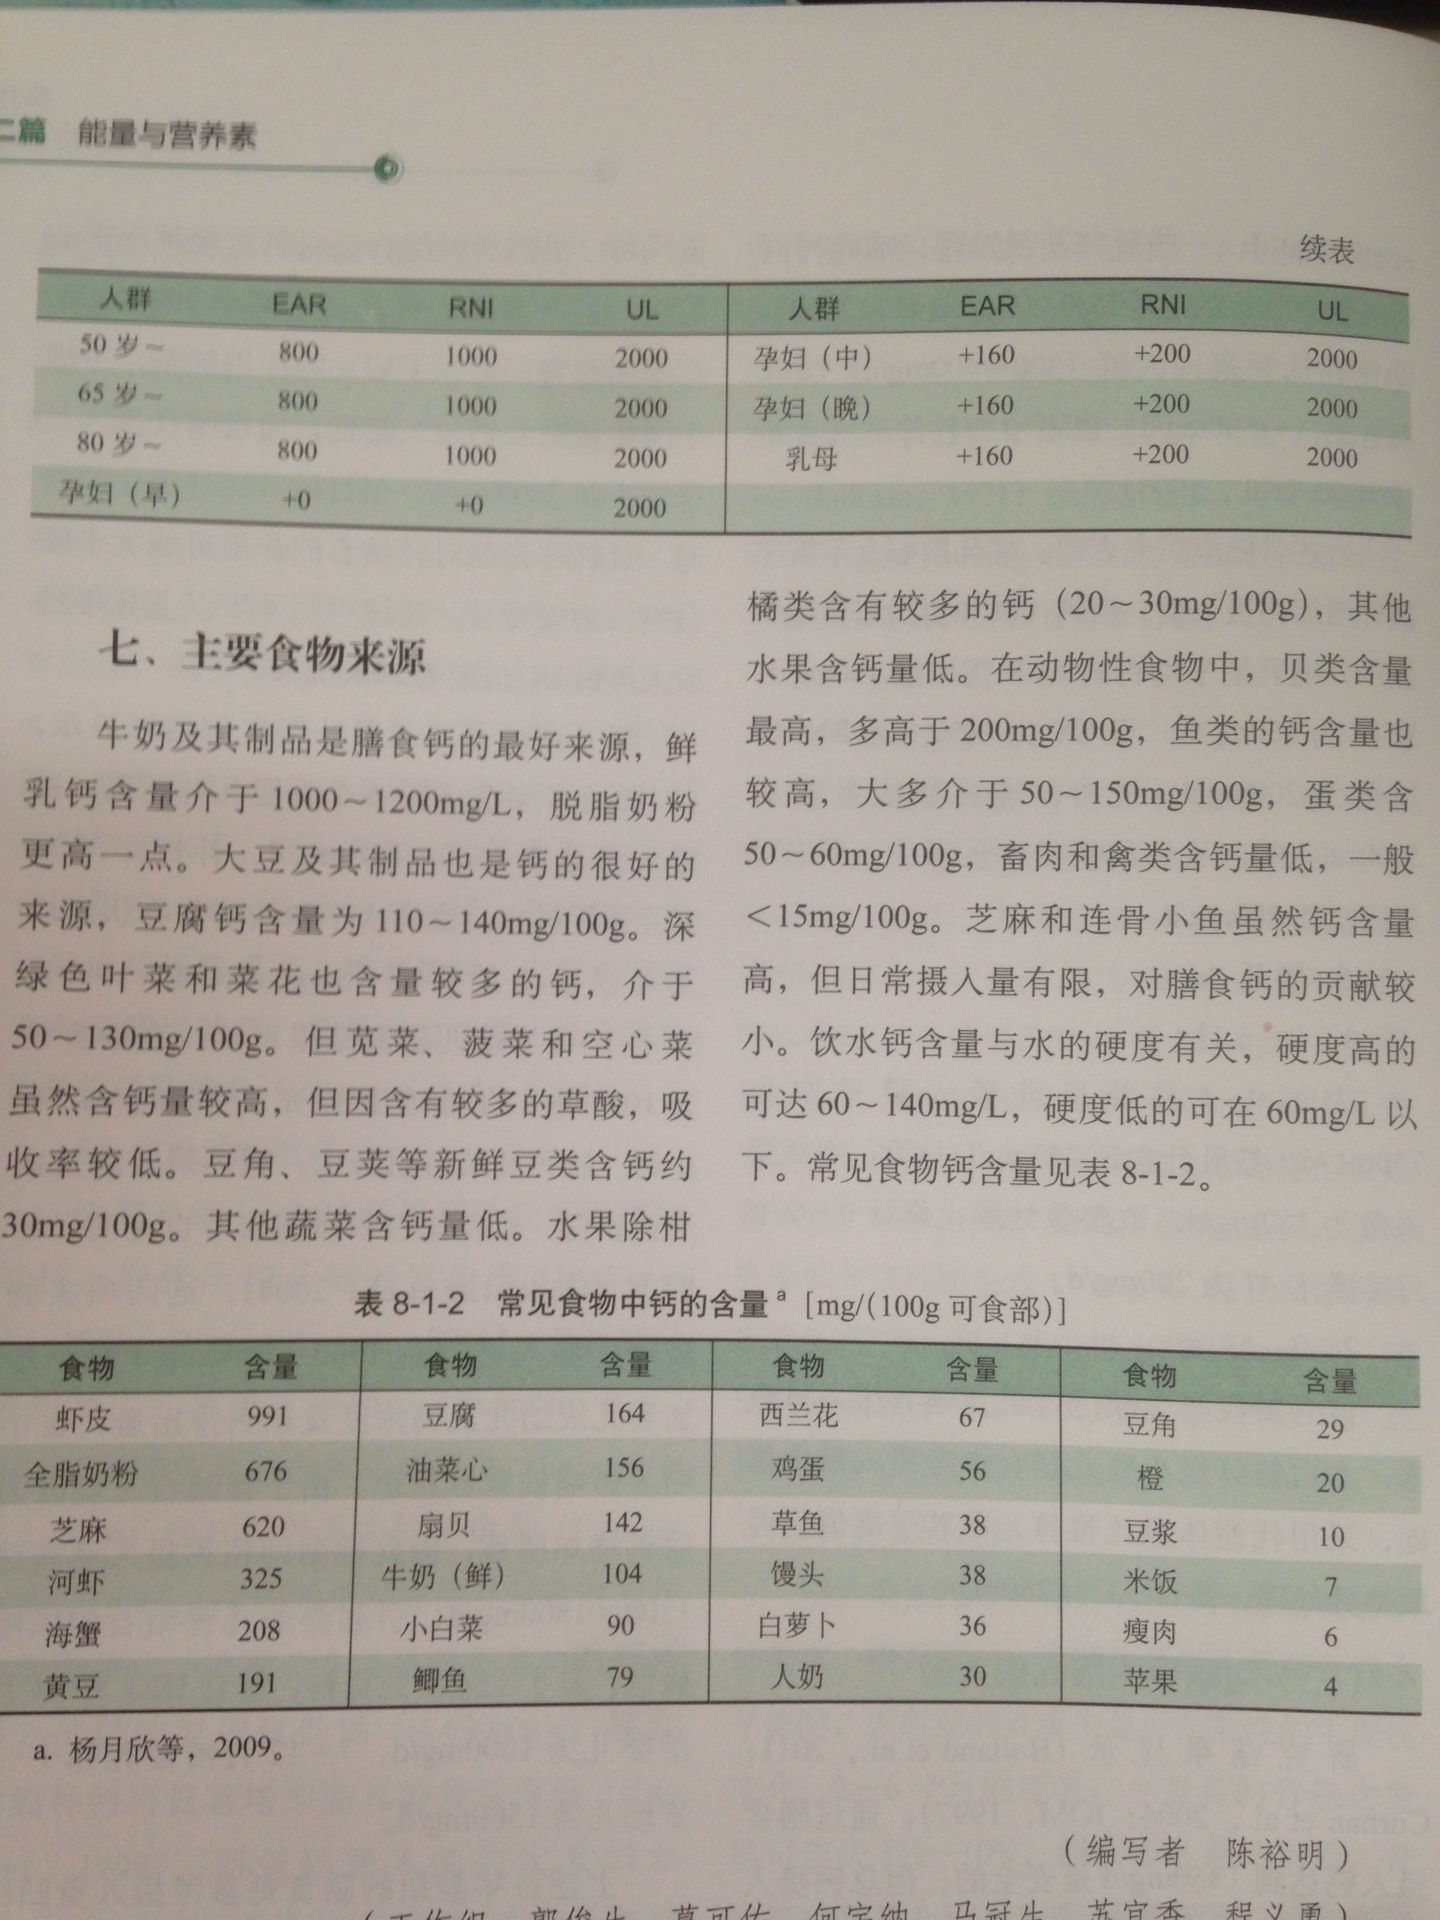 二篇 能量与营养素
续表
人群 EAR RNI UL 人群 EAR RNI UL
50 岁~ 800 1000 2000 孕妇（中） +160 +200 2000
65 岁~ 800 1000 2000 孕妇（晚） +160 +200 2000
80 岁~ 800 1000 2000 乳母 +160 +200 2000
孕妇（早） +0 +0 2000
七、主要食物来源
牛奶及其制品是膳食钙的最好来源，鲜
乳钙含量介于 1000~1200mg/L，脱脂奶粉
更高一点。大豆及其制品也是钙的很好的
来源，豆腐钙含量为 110~140mg/100g。深
绿色叶菜和菜花也含量较多的钙，介于
50~130mg/100g。但苋菜、菠菜和空心菜
虽然含钙量较高，但因含有较多的草酸，吸
收率较低。豆角、豆荚等新鲜豆类含钙约
30mg/100g。其他蔬菜含钙量低。水果除柑
橘类含有较多的钙（20~30mg/100g），其他
水果含钙量低。在动物性食物中，贝类含量
最高，多高于 200mg/100g，鱼类的钙含量也
较高，大多介于 50~150mg/100g，蛋类含
50~60mg/100g，畜肉和禽类含钙量低，一般
<15mg/100g。芝麻和连骨小鱼虽然钙含量
高，但日常摄入量有限，对膳食钙的贡献较
小。饮水钙含量与水的硬度有关，硬度高的
可达 60~140mg/L，硬度低的可在 60mg/L 以
下。常见食物钙含量见表 8-1-2。
表 8-1-2 常见食物中钙的含量ª [mg/(100g 可食部)]
食物 含量 食物 含量 食物 含量 食物 含量
虾皮 991 豆腐 164 西兰花 67 豆角 29
全脂奶粉 676 油菜心 156 鸡蛋 56 橙 20
芝麻 620 扇贝 142 草鱼 38 豆浆 10
河虾 325 牛奶（鲜） 104 馒头 38 米饭 7
海蟹 208 小白菜 90 白萝卜 36 瘦肉 6
黄豆 191 鲫鱼 79 人奶 30 苹果 4
a. 杨月欣等，2009。
（编写者 陈裕明）
（工作组 郭俊生 葛可佑 何宇纳 马冠生 苏宜香 程义勇）